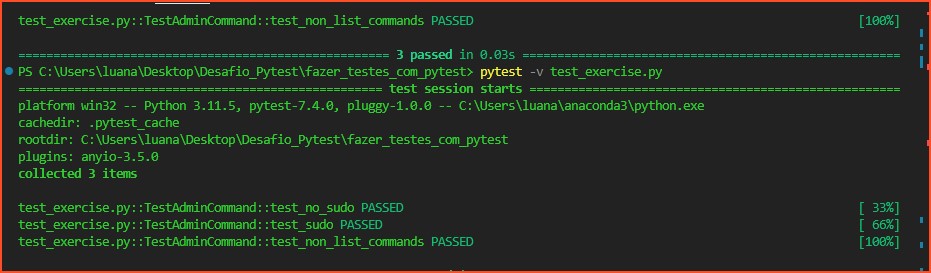 test_exercise.py::TestAdminCommand::test_non_list_commands PASSED [100%]
================================================== 3 passed in 0.03s ==================================================
PS C:\Users\luana\Desktop\Desafio_Pytest\fazer_testes_com_pytest> pytest -v test_exercise.py
================================================= test session starts =================================================
platform win32 -- Python 3.11.5, pytest-7.4.0, pluggy-1.0.0 -- C:\Users\luana\anaconda3\python.exe
cachedir: .pytest_cache
rootdir: C:\Users\luana\Desktop\Desafio_Pytest\fazer_testes_com_pytest
plugins: anyio-3.5.0
collected 3 items
test_exercise.py::TestAdminCommand::test_no_sudo PASSED [ 33%]
test_exercise.py::TestAdminCommand::test_sudo PASSED [ 66%]
test_exercise.py::TestAdminCommand::test_non_list_commands PASSED [100%]